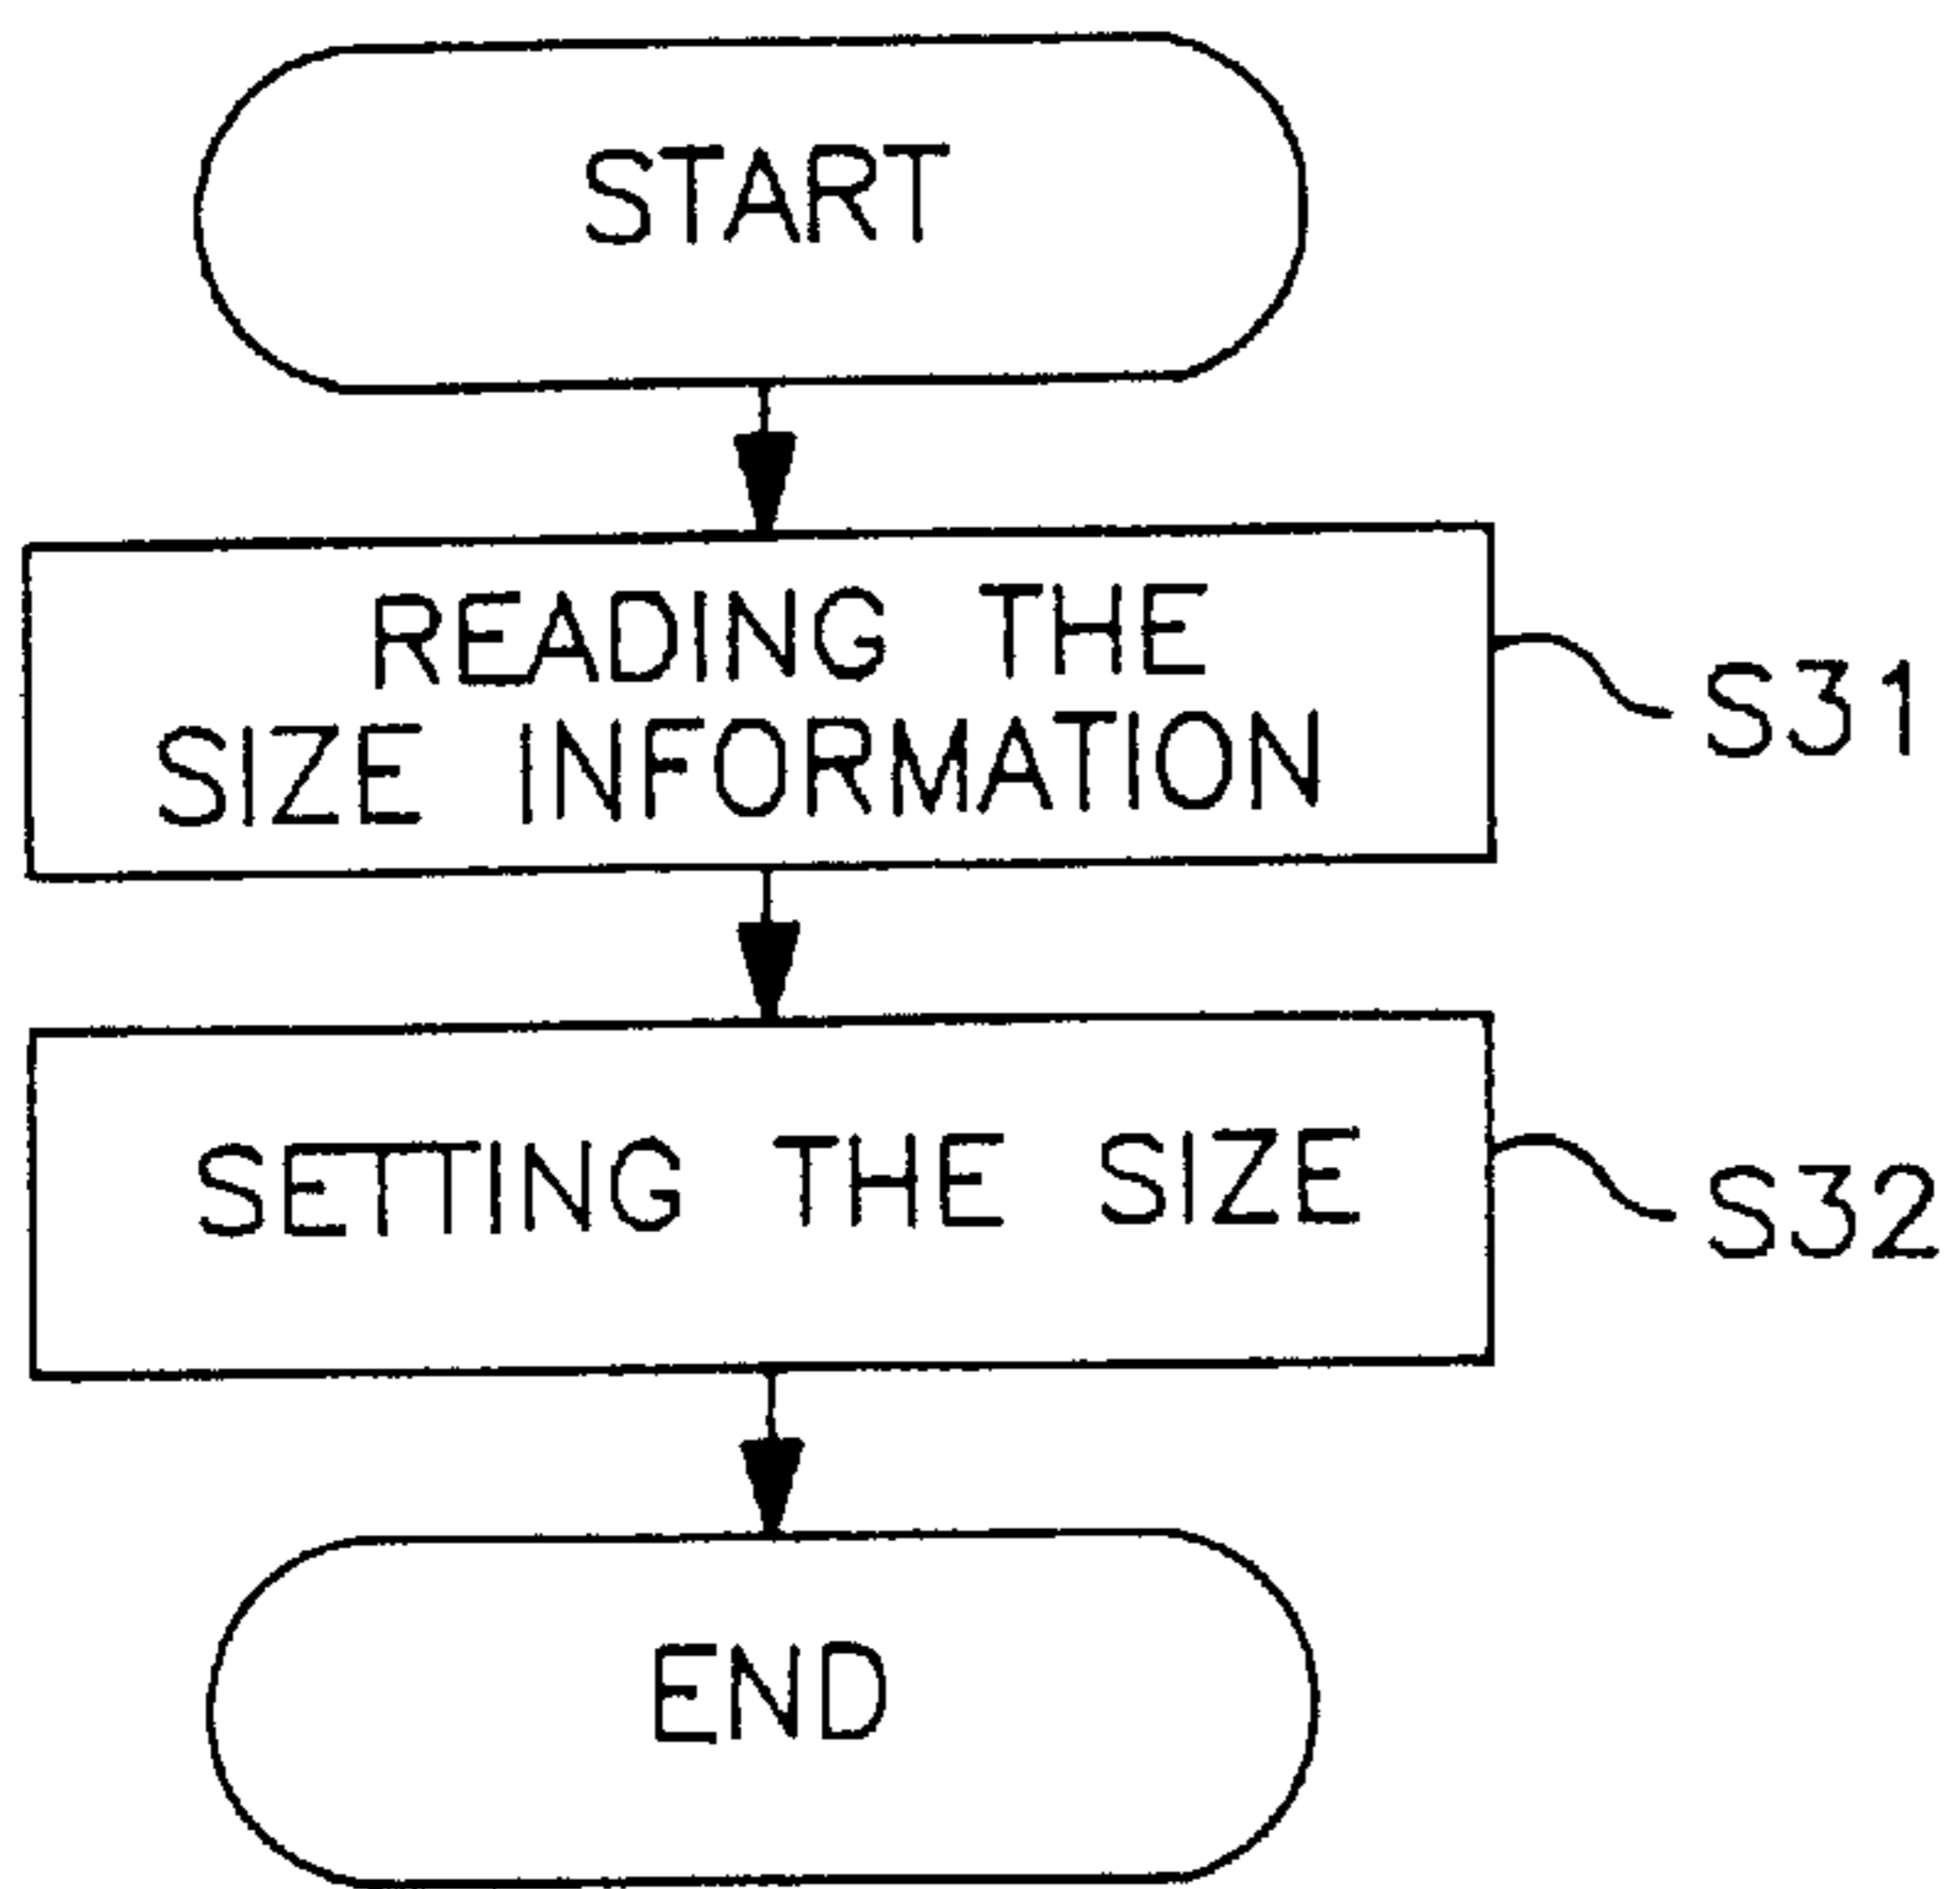 START
READING THE
SIZE INFORMATION
S31
SETTING THE SIZE
S32
END